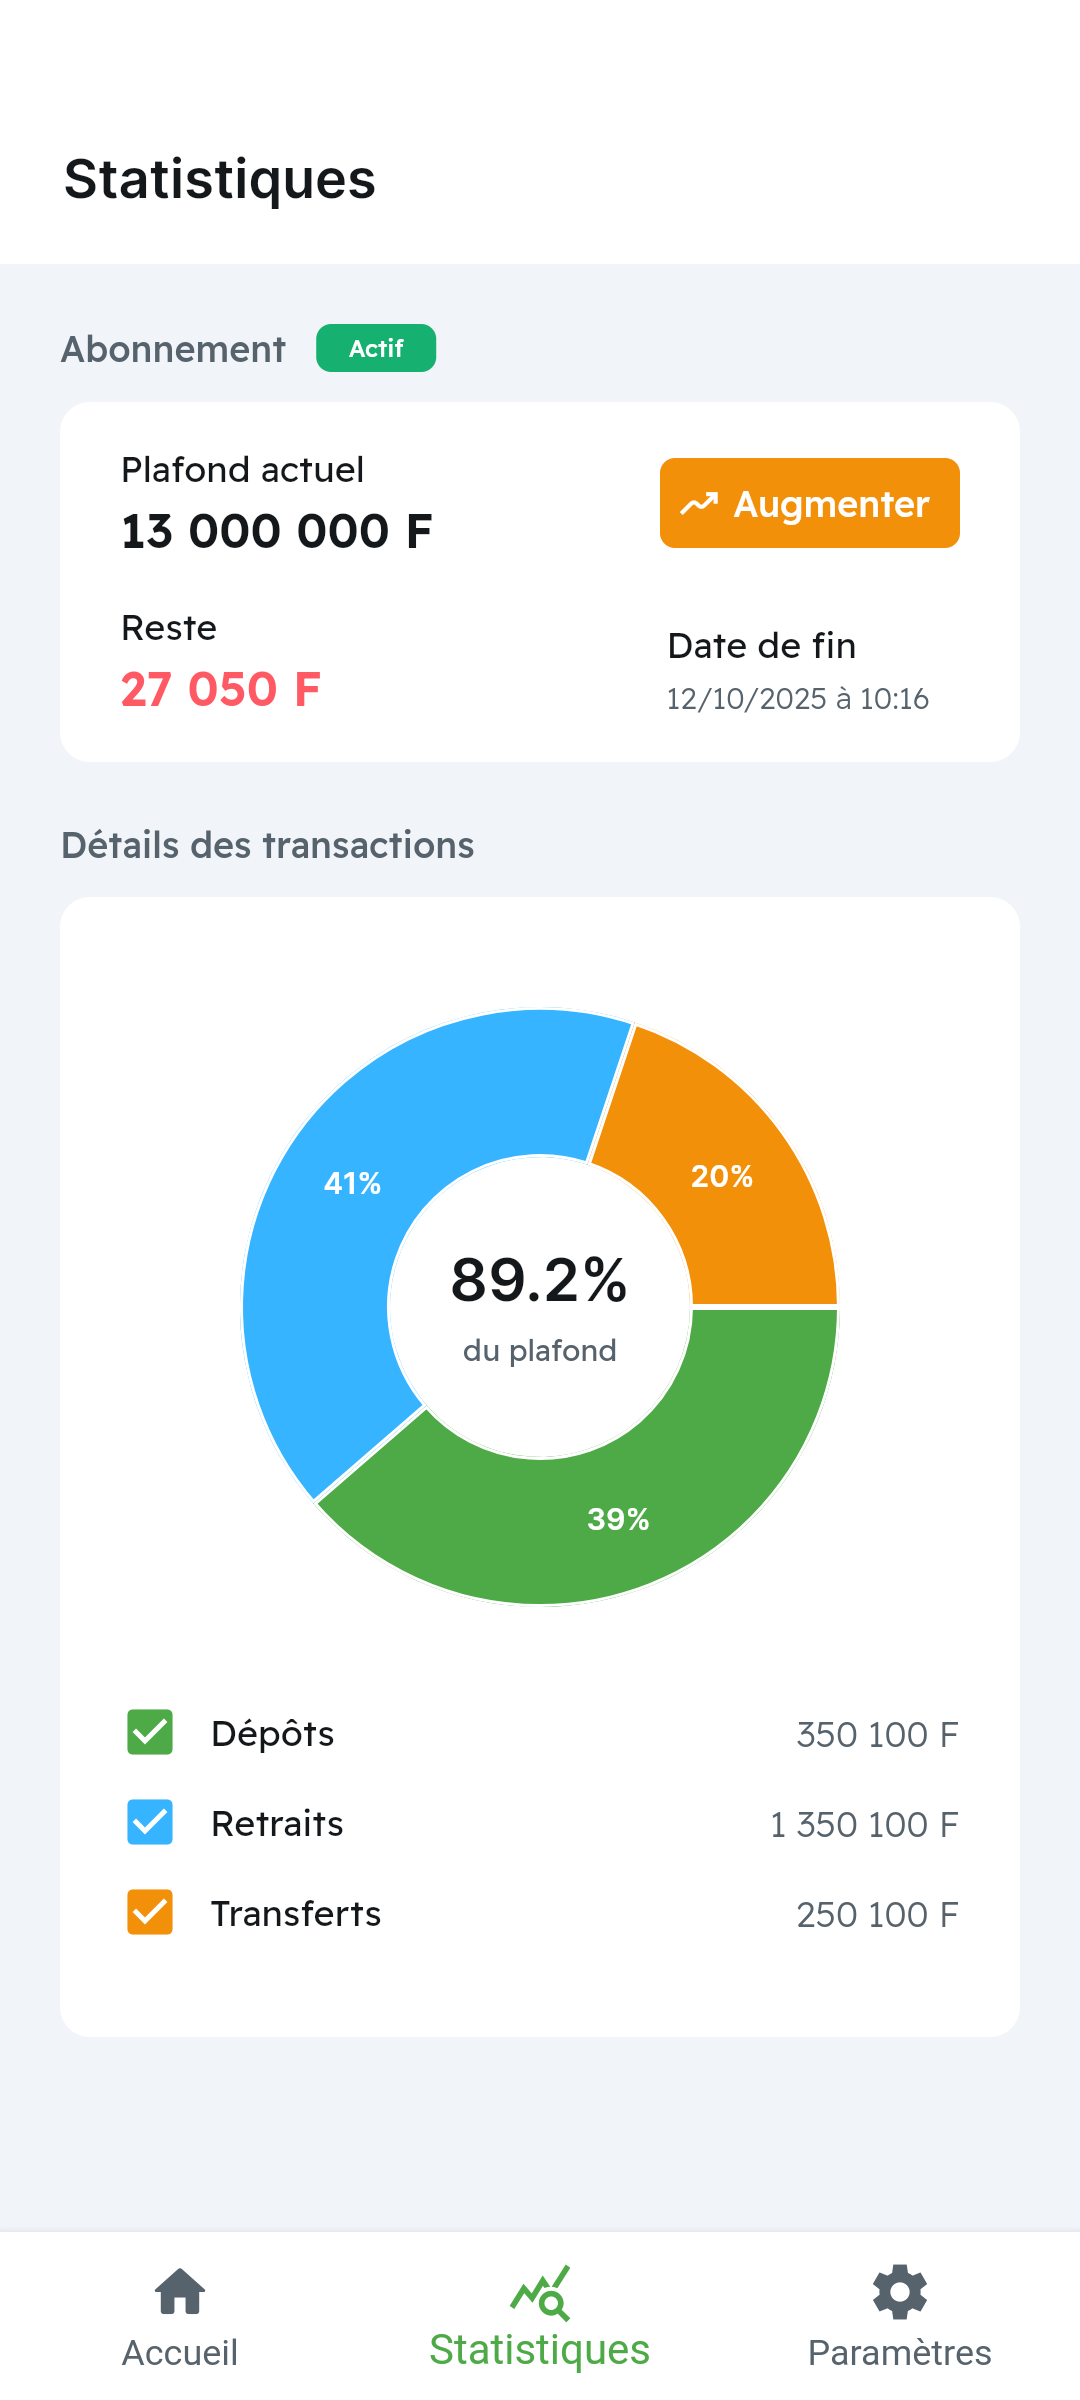 Statistiques
Abonnement
Actif
Plafond actuel
13 000 000 F
Augmenter
Reste
27 050 F
Date de fin
12/10/2025 à 10:16
Détails des transactions
41%
20%
89.2%
du plafond
39%
Dépôts
350 100 F
Retraits
1 350 100 F
Transferts
250 100 F
Accueil
Statistiques
Paramètres